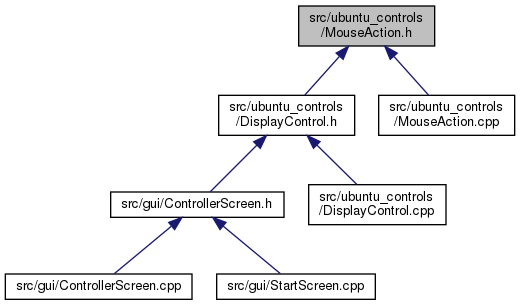 src/ubuntu_controls
/MouseAction.h
src/ubuntu_controls
/DisplayControl.h
src/ubuntu_controls
/MouseAction.cpp
src/gui/ControllerScreen.h
src/ubuntu_controls
/DisplayControl.cpp
src/gui/ControllerScreen.cpp
src/gui/StartScreen.cpp